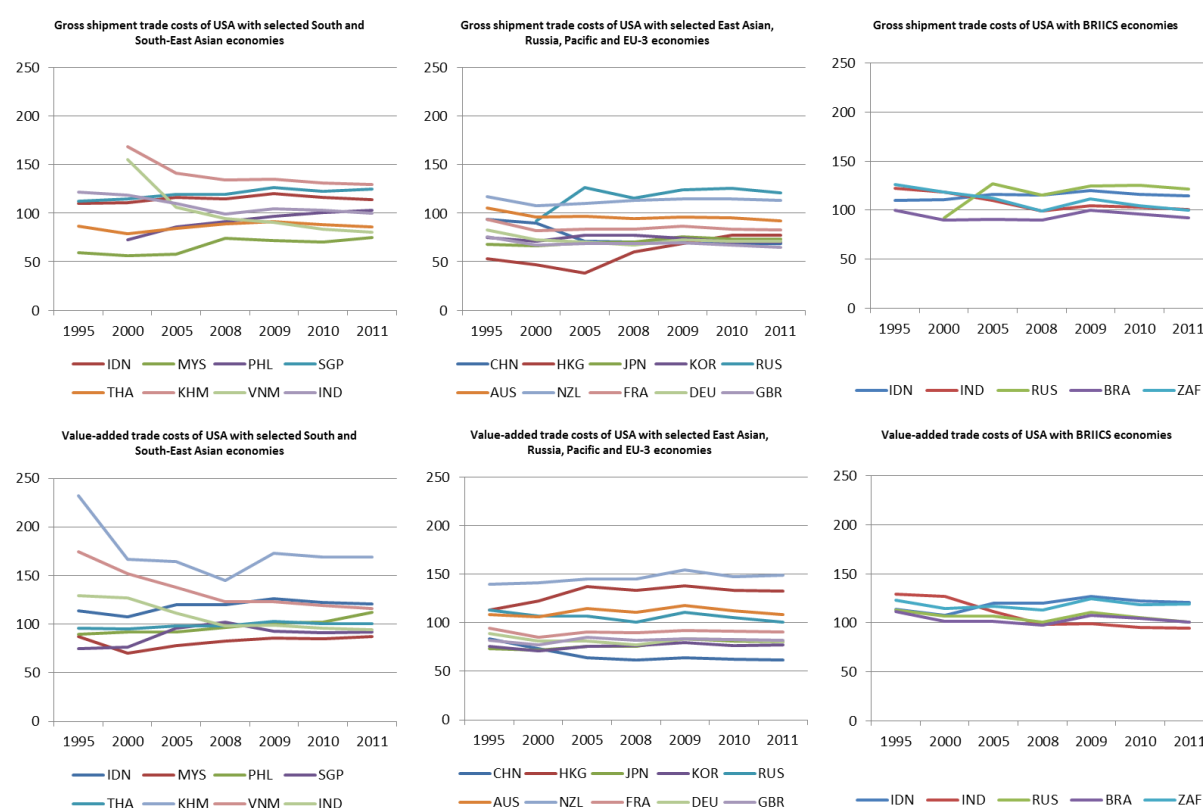 Gross shipment trade costs of USA with selected South and
South-East Asian economies
250
200
150
100
50
0
1995 2000 2005 2008 2009 2010 2011
IDN MYS PHL SGP
THA KHM VNM IND
Gross shipment trade costs of USA with selected East Asian,
Russia, Pacific and EU-3 economies
250
200
150
100
50
0
1995 2000 2005 2008 2009 2010 2011
CHN HKG JPN KOR RUS
AUS NZL FRA DEU GBR
Gross shipment trade costs of USA with BRIICS economies
250
200
150
100
50
0
1995 2000 2005 2008 2009 2010 2011
IDN IND RUS BRA ZAF
Value-added trade costs of USA with selected South and
South-East Asian economies
250
200
150
100
50
0
1995 2000 2005 2008 2009 2010 2011
IDN MYS PHL SGP
THA KHM VNM IND
Value-added trade costs of USA with selected East Asian,
Russia, Pacific and EU-3 economies
250
200
150
100
50
0
1995 2000 2005 2008 2009 2010 2011
CHN HKG JPN KOR RUS
AUS NZL FRA DEU GBR
Value-added trade costs of USA with BRIICS economies
250
200
150
100
50
0
1995 2000 2005 2008 2009 2010 2011
IDN IND RUS BRA ZAF